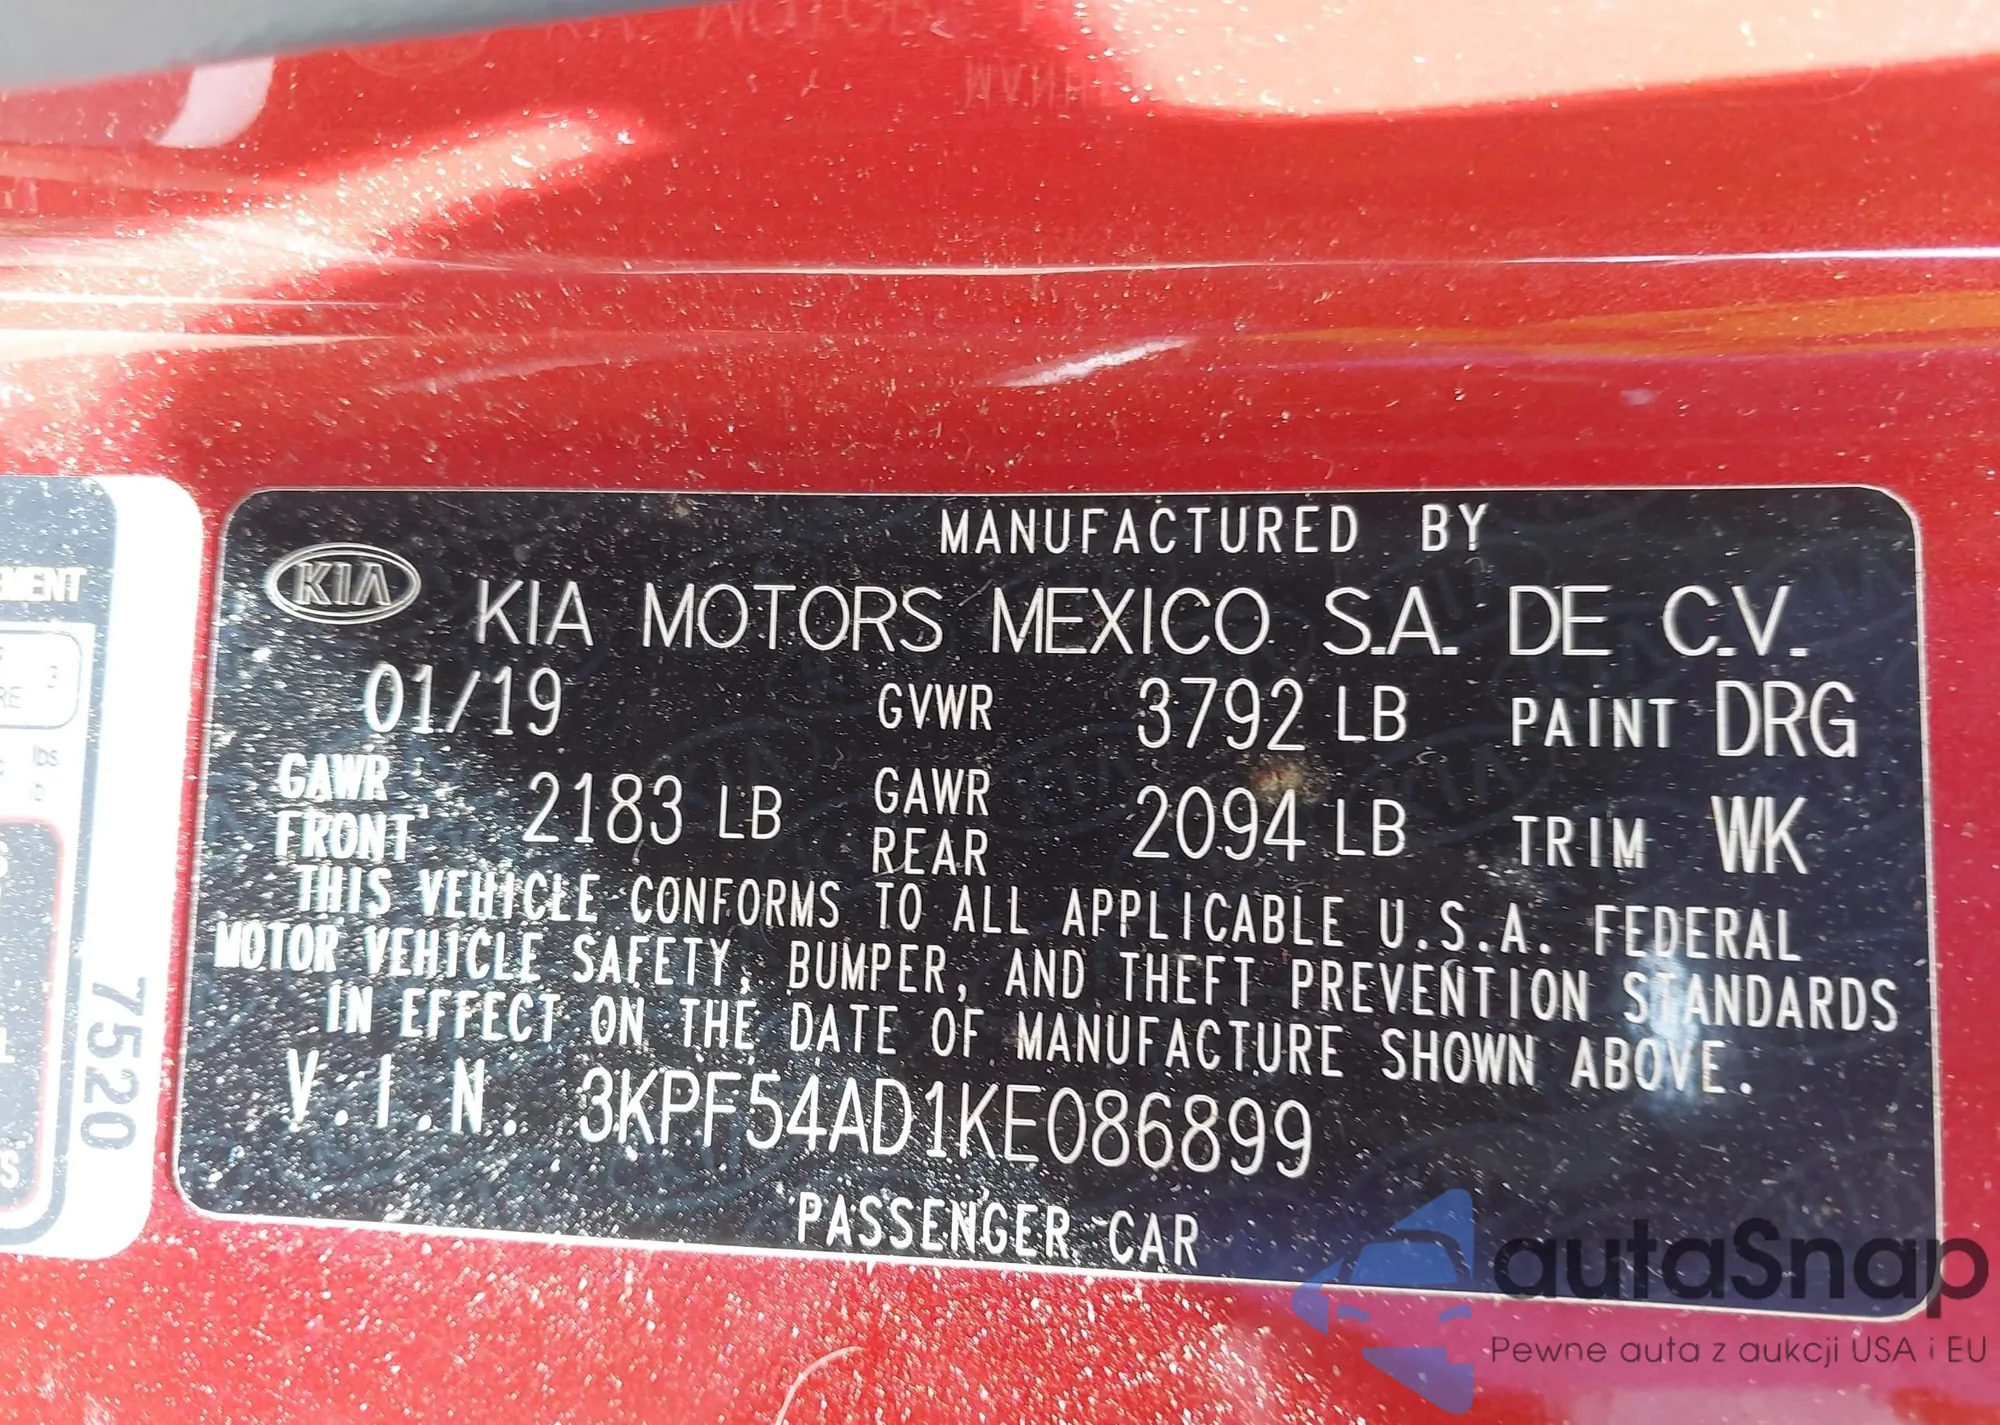 MANUFACTURED BY
KIA KIA MOTORS MEXICO S.A. DE C.V.
01/19 GVWR 3792 LB PAINT DRG
GAWR FRONT 2183 LB GAWR REAR 2094 LB TRIM WK
THIS VEHICLE CONFORMS TO ALL APPLICABLE U.S.A. FEDERAL
MOTOR VEHICLE SAFETY, BUMPER, AND THEFT PREVENTION STANDARDS
IN EFFECT ON THE DATE OF MANUFACTURE SHOWN ABOVE.
V.I.N. 3KPF54AD1KE086899
PASSENGER CAR
7520
3
lbs
autaSnap
Pewne auta z aukcji USA i EU